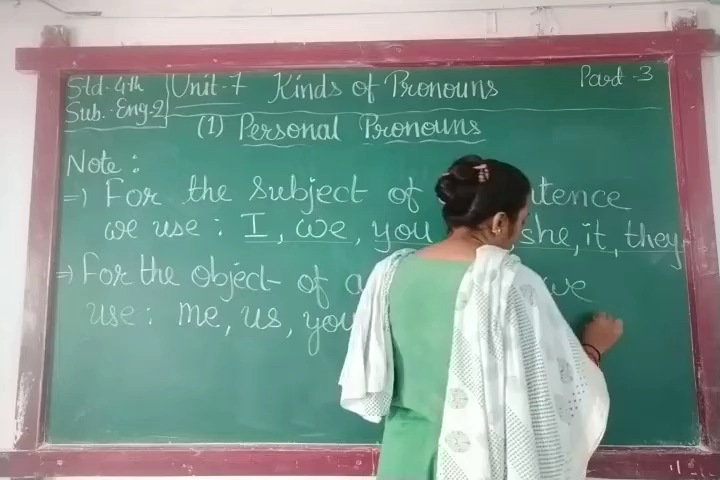 Std-4th
Sub.-Eng-2
Unit-7 Kinds of Pronouns
Part-3
(1) Personal Pronouns
Note:
⇒ For the Subject of tence
we use: I, we, you she, it, they
⇒ For the object of a we
use: me, us, you